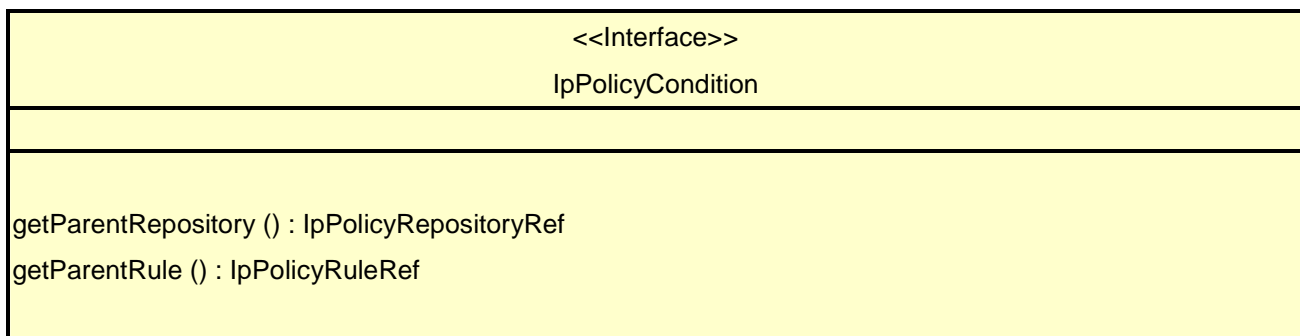 <<Interface>>
IpPolicyCondition
getParentRepository () : IpPolicyRepositoryRef
getParentRule () : IpPolicyRuleRef